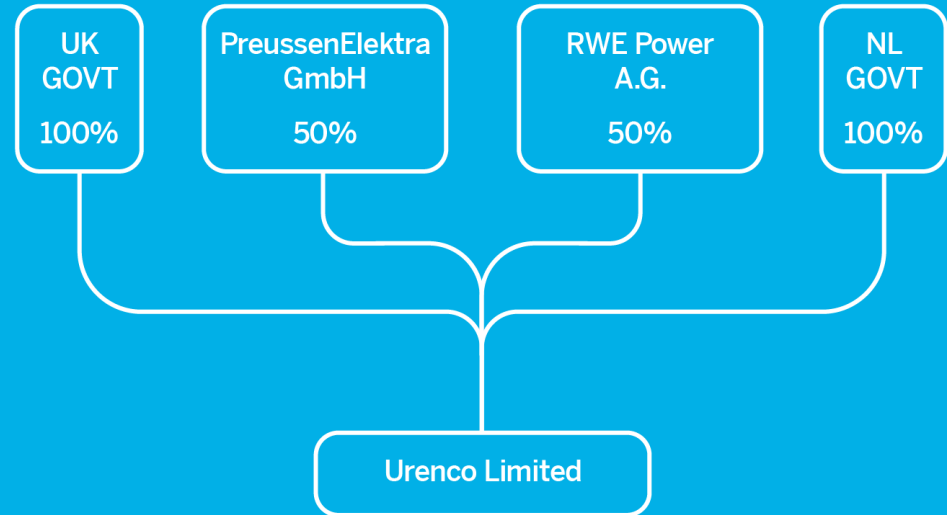 UK
GOVT
100%
PreussenElektra
GmbH
50%
RWE Power
A.G.
50%
NL
GOVT
100%
Urenco Limited